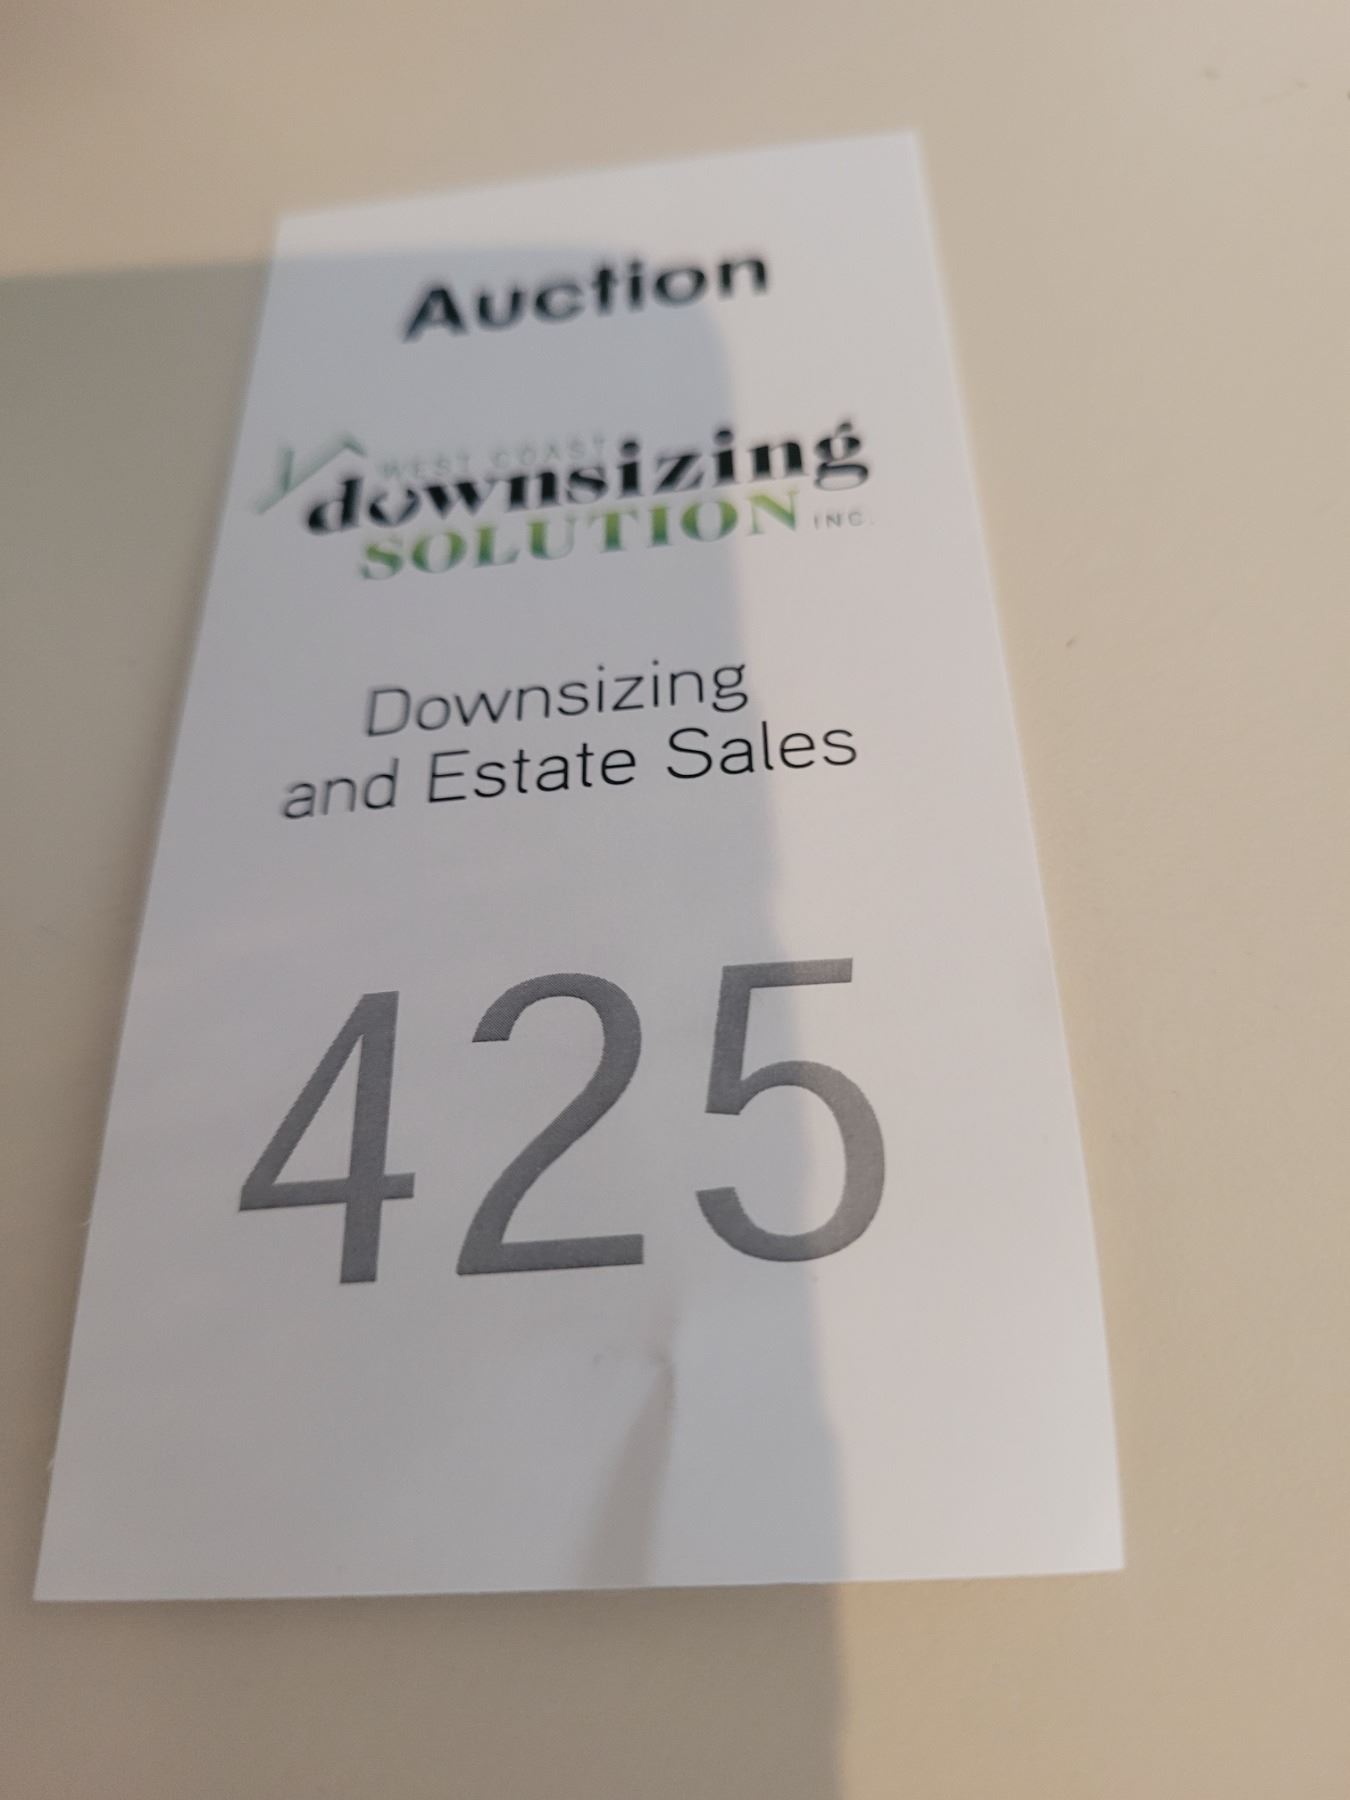 Auction
WEST COAST
downsizing
SOLUTION INC.
Downsizing
and Estate Sales
425